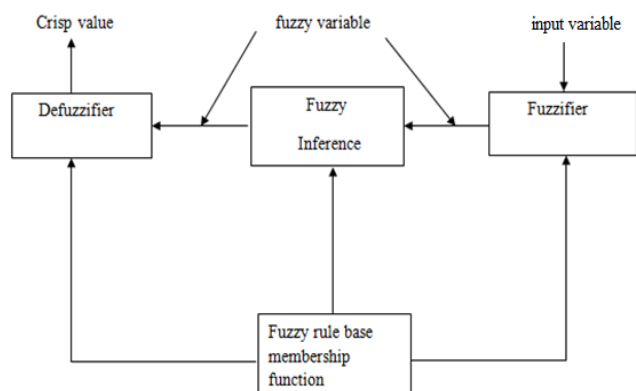 Crisp value
fuzzy variable
input variable
Defuzzifier
Fuzzy
Inference
Fuzzifier
Fuzzy rule base
membership
function